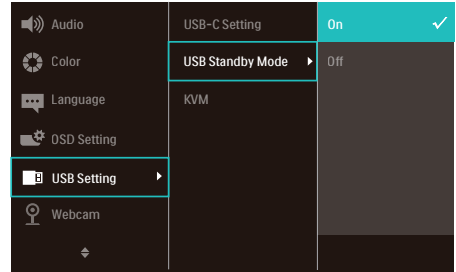 Audio
Color
Language
OSD Setting
USB Setting
Webcam
USB-C Setting
USB Standby Mode
KVM
On
Off